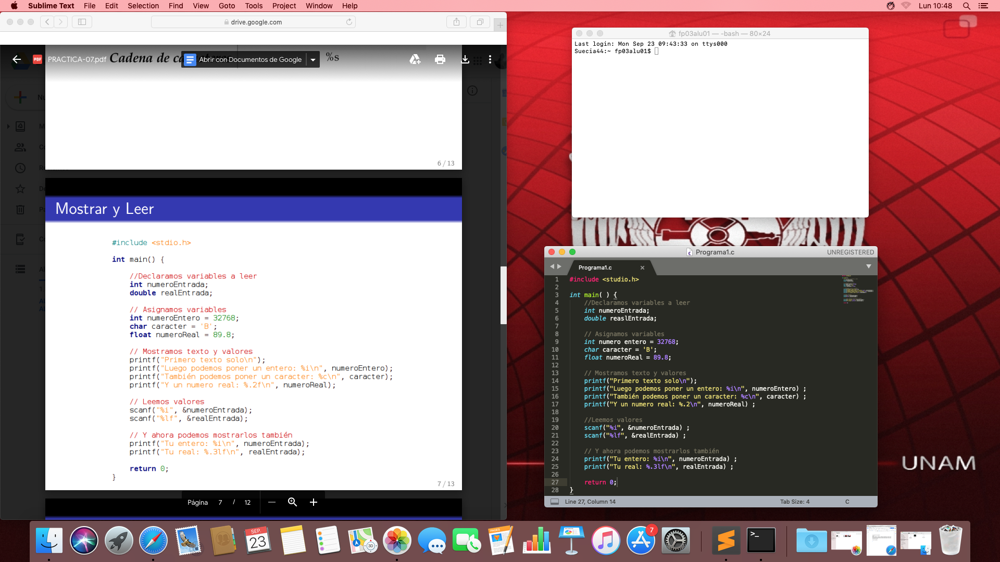 Sublime Text File Edit Selection Find View Goto Tools Project Window Help Lun 10:48
drive.google.com
PRACTICA-07.pdf Cadena de Abrir con Documentos de Google %s
6 / 13
Mostrar y Leer
#include <stdio.h>
int main() {
//Declaramos variables a leer
int numeroEntrada;
double realEntrada;
// Asignamos variables
int numeroEntero = 32768;
char caracter = 'B';
float numeroReal = 89.8;
// Mostramos texto y valores
printf("Primero texto solo\n");
printf("Luego podemos poner un entero: %i\n", numeroEntero);
printf("También podemos poner un caracter: %c\n", caracter);
printf("Y un numero real: %.2f\n", numeroReal);
// Leemos valores
scanf("%i", &numeroEntrada);
scanf("%lf", &realEntrada);
// Y ahora podemos mostrarlos también
printf("Tu entero: %i\n", numeroEntrada);
printf("Tu real: %.3lf\n", realEntrada);
return 0;
}
7 / 13
Página 7 / 12
fp03alu01 — -bash — 80×24
Last login: Mon Sep 23 09:43:33 on ttys000
Suecia44:~ fp03alu01$
Programa1.c UNREGISTERED
Programa1.c
1 #include <studio.h>
2
3 int main( ) {
4 //Declaramos variables a leer
5 int numeroEntrada;
6 double reaslEntrada;
7
8 // Asignamos variables
9 int numero entero = 32768;
10 char caracter = 'B';
11 float numeroReal = 89.8;
12
13 // Mostramos texto y valores
14 printf("Primero texto solo\n");
15 printf("Luego podemos poner un entero: %i\n", numeroEntero) ;
16 printf("También podemos poner un caracter: %c\n", caracter) ;
17 printf("Y un numero real: %.2\n", numeroReal) ;
18
19 //Leemos valores
20 scanf("%i", &numeroEntrada) ;
21 scanf("%lf", &realEntrada) ;
22
23 // Y ahora podemos mostrarlos también
24 printf("Tu entero: %i\n", numeroEntrada) ;
25 printf("Tu real: %.3lf\n", realEntrada) ;
26
27 return 0;
28 }
Line 27, Column 14 Tab Size: 4 C
UNAM
SEP.
23
3D
PAGES
7
>_